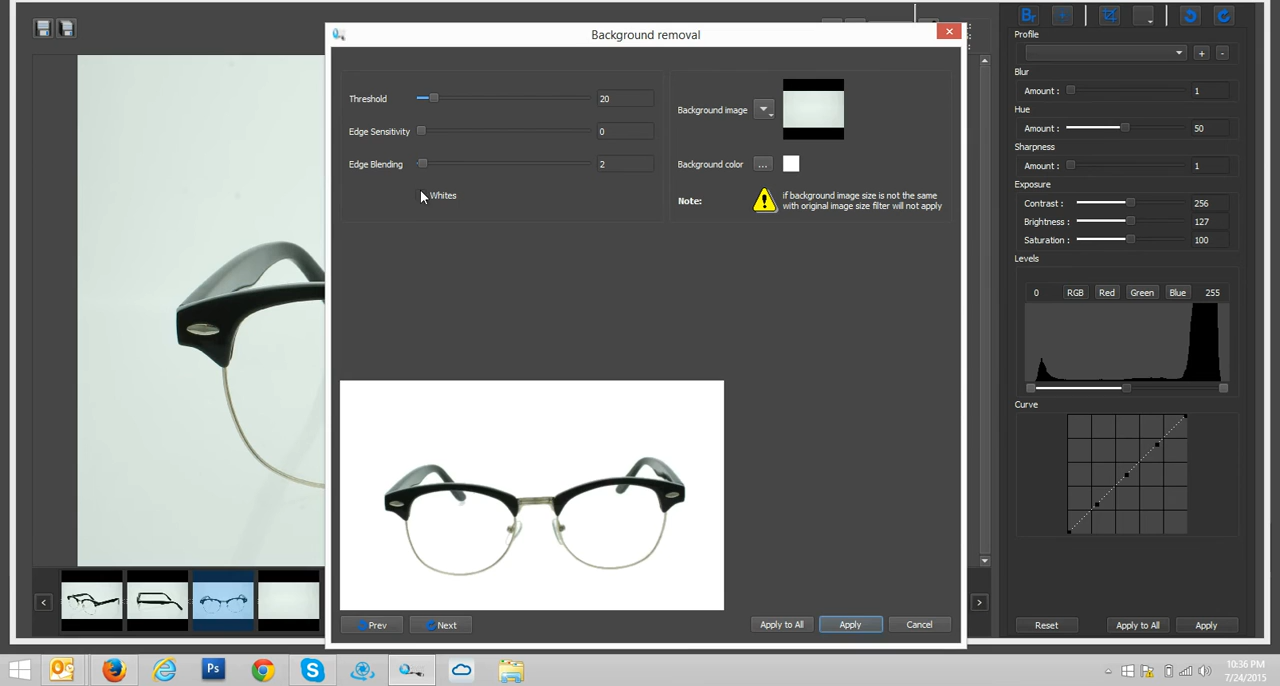 Background removal
Threshold 20
Edge Sensitivity 0
Edge Blending 2
Whites
Background image
Background color ...
Note: if background image size is not the same
with original image size filter will not apply
Prev
Next
Apply to All
Apply
Cancel
Br
Profile
+ -
Blur
Amount : 1
Hue
Amount : 50
Sharpness
Amount : 1
Exposure
Contrast : 256
Brightness : 127
Saturation : 100
Levels
0 RGB Red Green Blue 255
Curve
Reset
Apply to All
Apply
< >
Ps
S
10:36 PM
7/24/2015